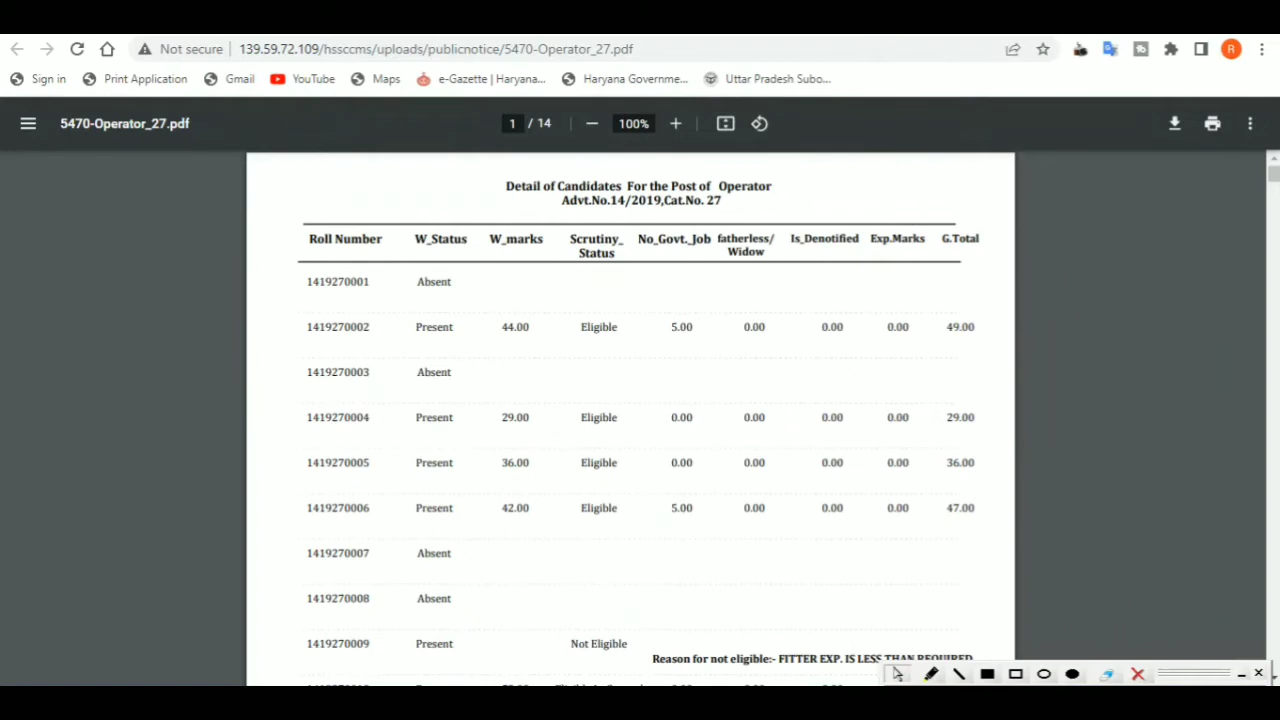 Not secure 139.59.72.109/hssccms/uploads/publicnotice/5470-Operator_27.pdf R
Sign in Print Application Gmail YouTube Maps e-Gazette | Haryana... Haryana Governme... Uttar Pradesh Subo...
5470-Operator_27.pdf 1 / 14 100%
Detail of Candidates For the Post of Operator
Advt.No.14/2019,Cat.No. 27
Roll Number W_Status W_marks Scrutiny_ No_Govt._Job fatherless/ Is_Denotified Exp.Marks G.Total
Status Widow
1419270001 Absent
1419270002 Present 44.00 Eligible 5.00 0.00 0.00 0.00 49.00
1419270003 Absent
1419270004 Present 29.00 Eligible 0.00 0.00 0.00 0.00 29.00
1419270005 Present 36.00 Eligible 0.00 0.00 0.00 0.00 36.00
1419270006 Present 42.00 Eligible 5.00 0.00 0.00 0.00 47.00
1419270007 Absent
1419270008 Absent
1419270009 Present Not Eligible
Reason for not eligible:- FITTER EXP. IS LESS THAN REQUIRED